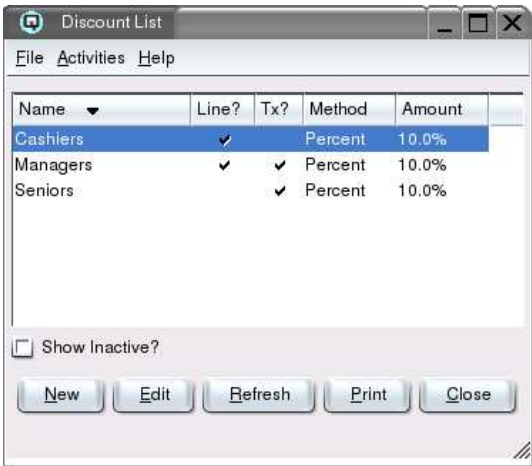 Discount List
File Activities Help
Name Line? Tx? Method Amount
Cashiers Percent 10.0%
Managers Percent 10.0%
Seniors Percent 10.0%
Show Inactive?
New Edit Refresh Print Close